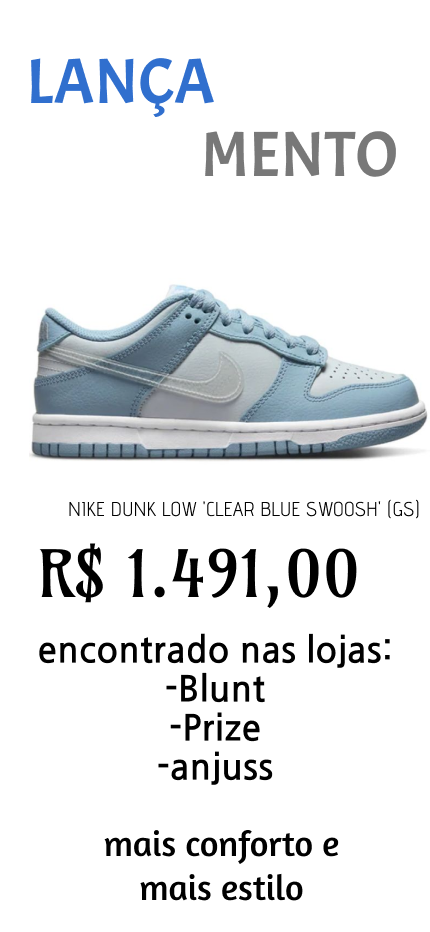 LANÇA
MENTO
NIKE DUNK LOW 'CLEAR BLUE SWOOSH' (GS)
R$ 1.491,00
encontrado nas lojas:
-Blunt
-Prize
-anjuss
mais conforto e
mais estilo